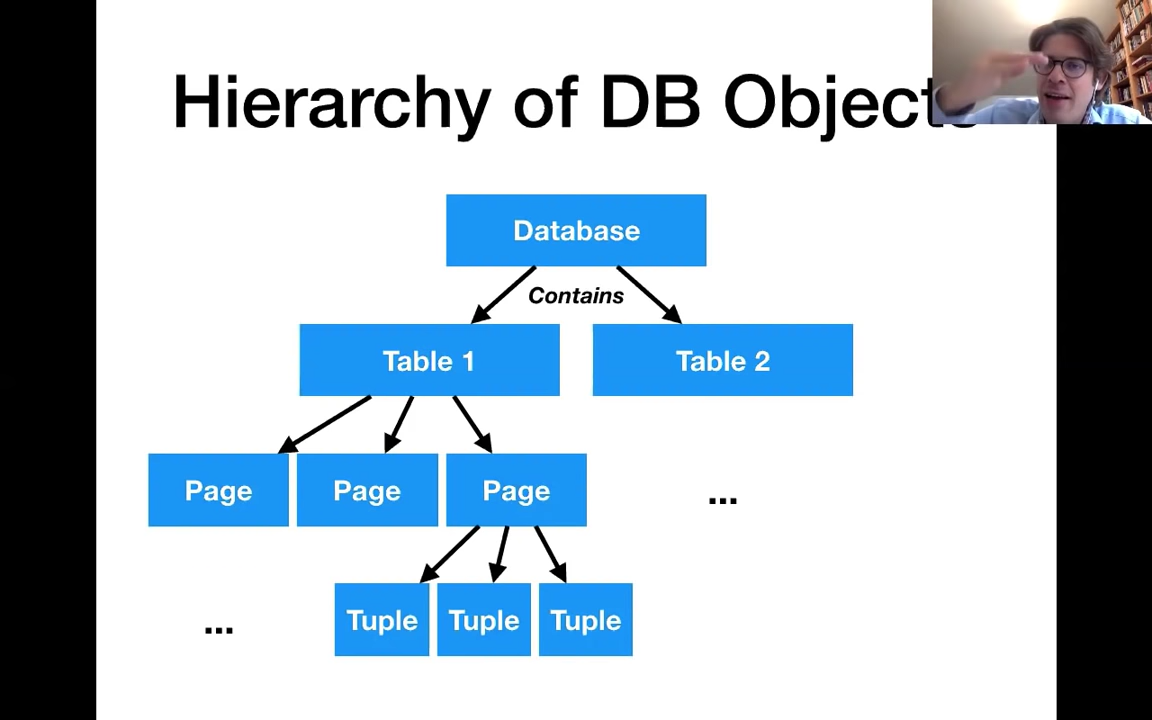 Hierarchy of DB Objects
Database
Contains
Table 1
Table 2
Page
Page
Page
...
...
Tuple
Tuple
Tuple